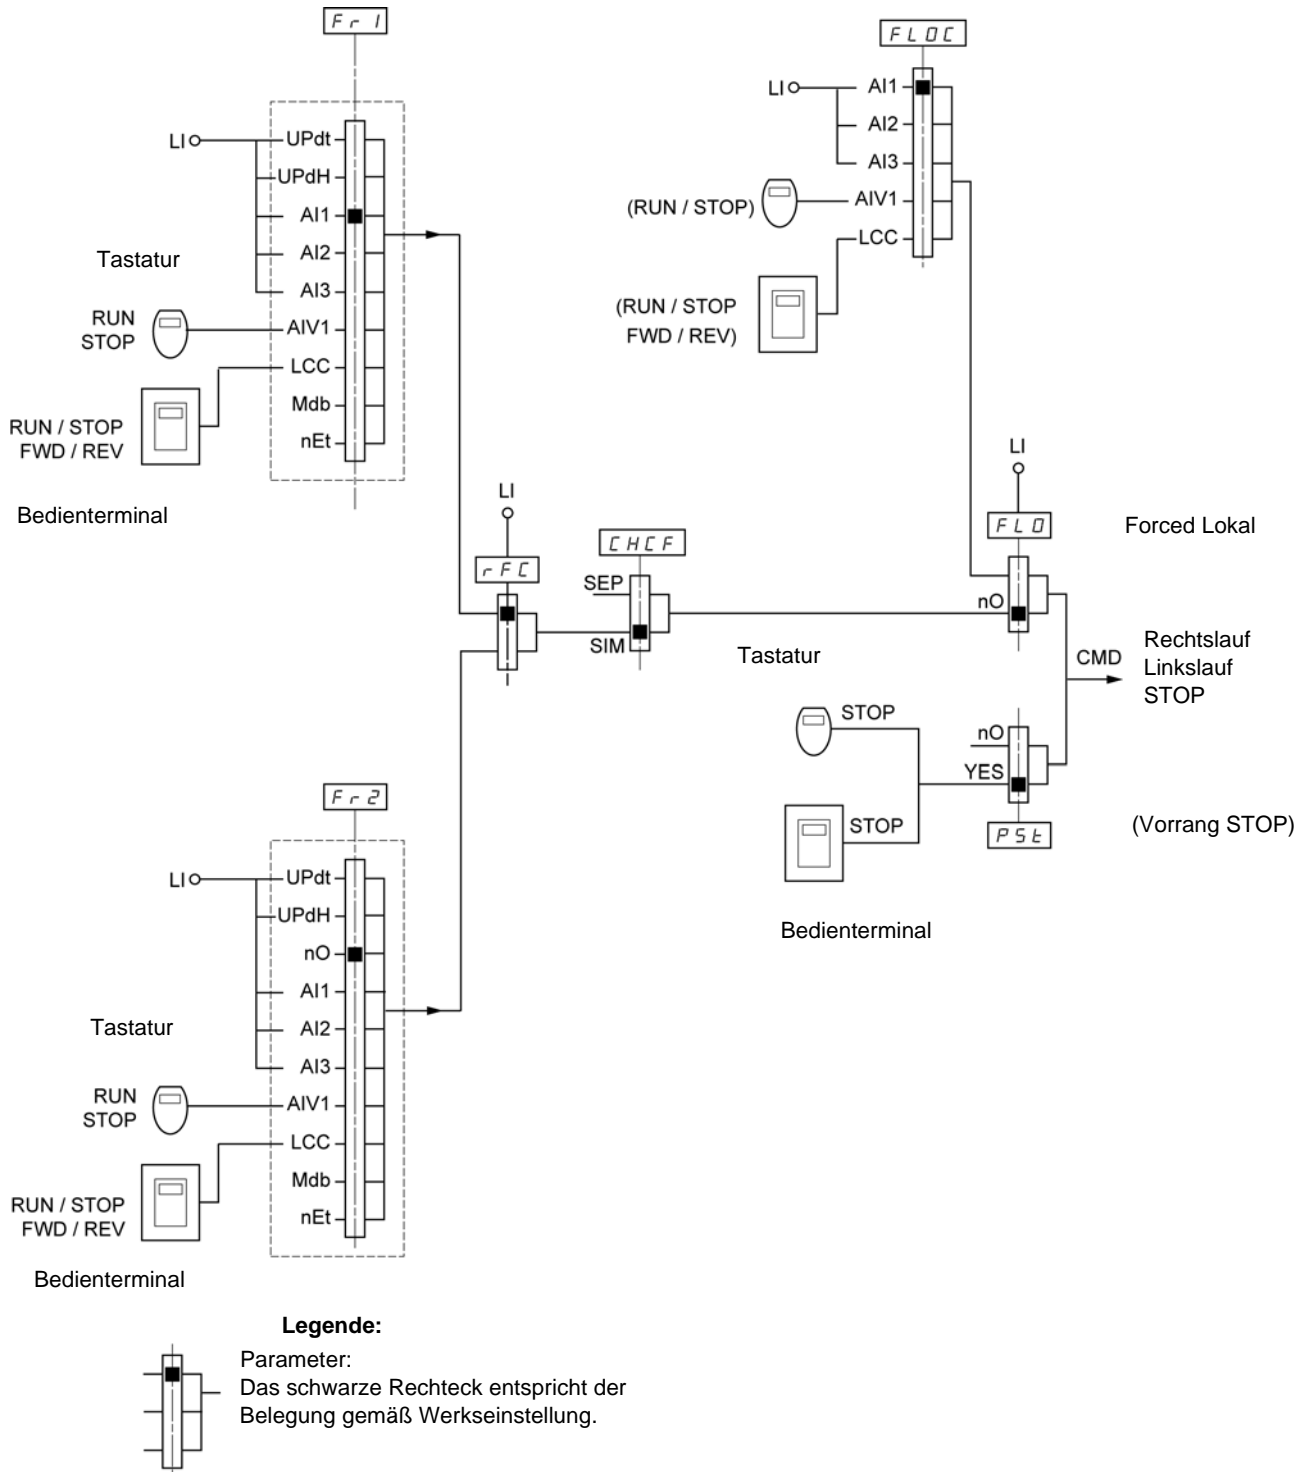 Fr1
LI
UPdt
UPdH
AI1
AI2
AI3
AIV1
LCC
Mdb
nEt
Tastatur
RUN
STOP
RUN / STOP
FWD / REV
Bedienterminal
FLOC
LI
AI1
AI2
AI3
AIV1
LCC
(RUN / STOP)
(RUN / STOP
FWD / REV)
LI
rFC
CHCF
SEP
SIM
LI
FLO
nO
Forced Lokal
Tastatur
CMD
Rechtslauf
Linkslauf
STOP
STOP
STOP
nO
YES
PSt
(Vorrang STOP)
Bedienterminal
Fr2
LI
UPdt
UPdH
nO
AI1
AI2
AI3
AIV1
LCC
Mdb
nEt
Tastatur
RUN
STOP
RUN / STOP
FWD / REV
Bedienterminal
Legende:
Parameter:
Das schwarze Rechteck entspricht der
Belegung gemäß Werkseinstellung.